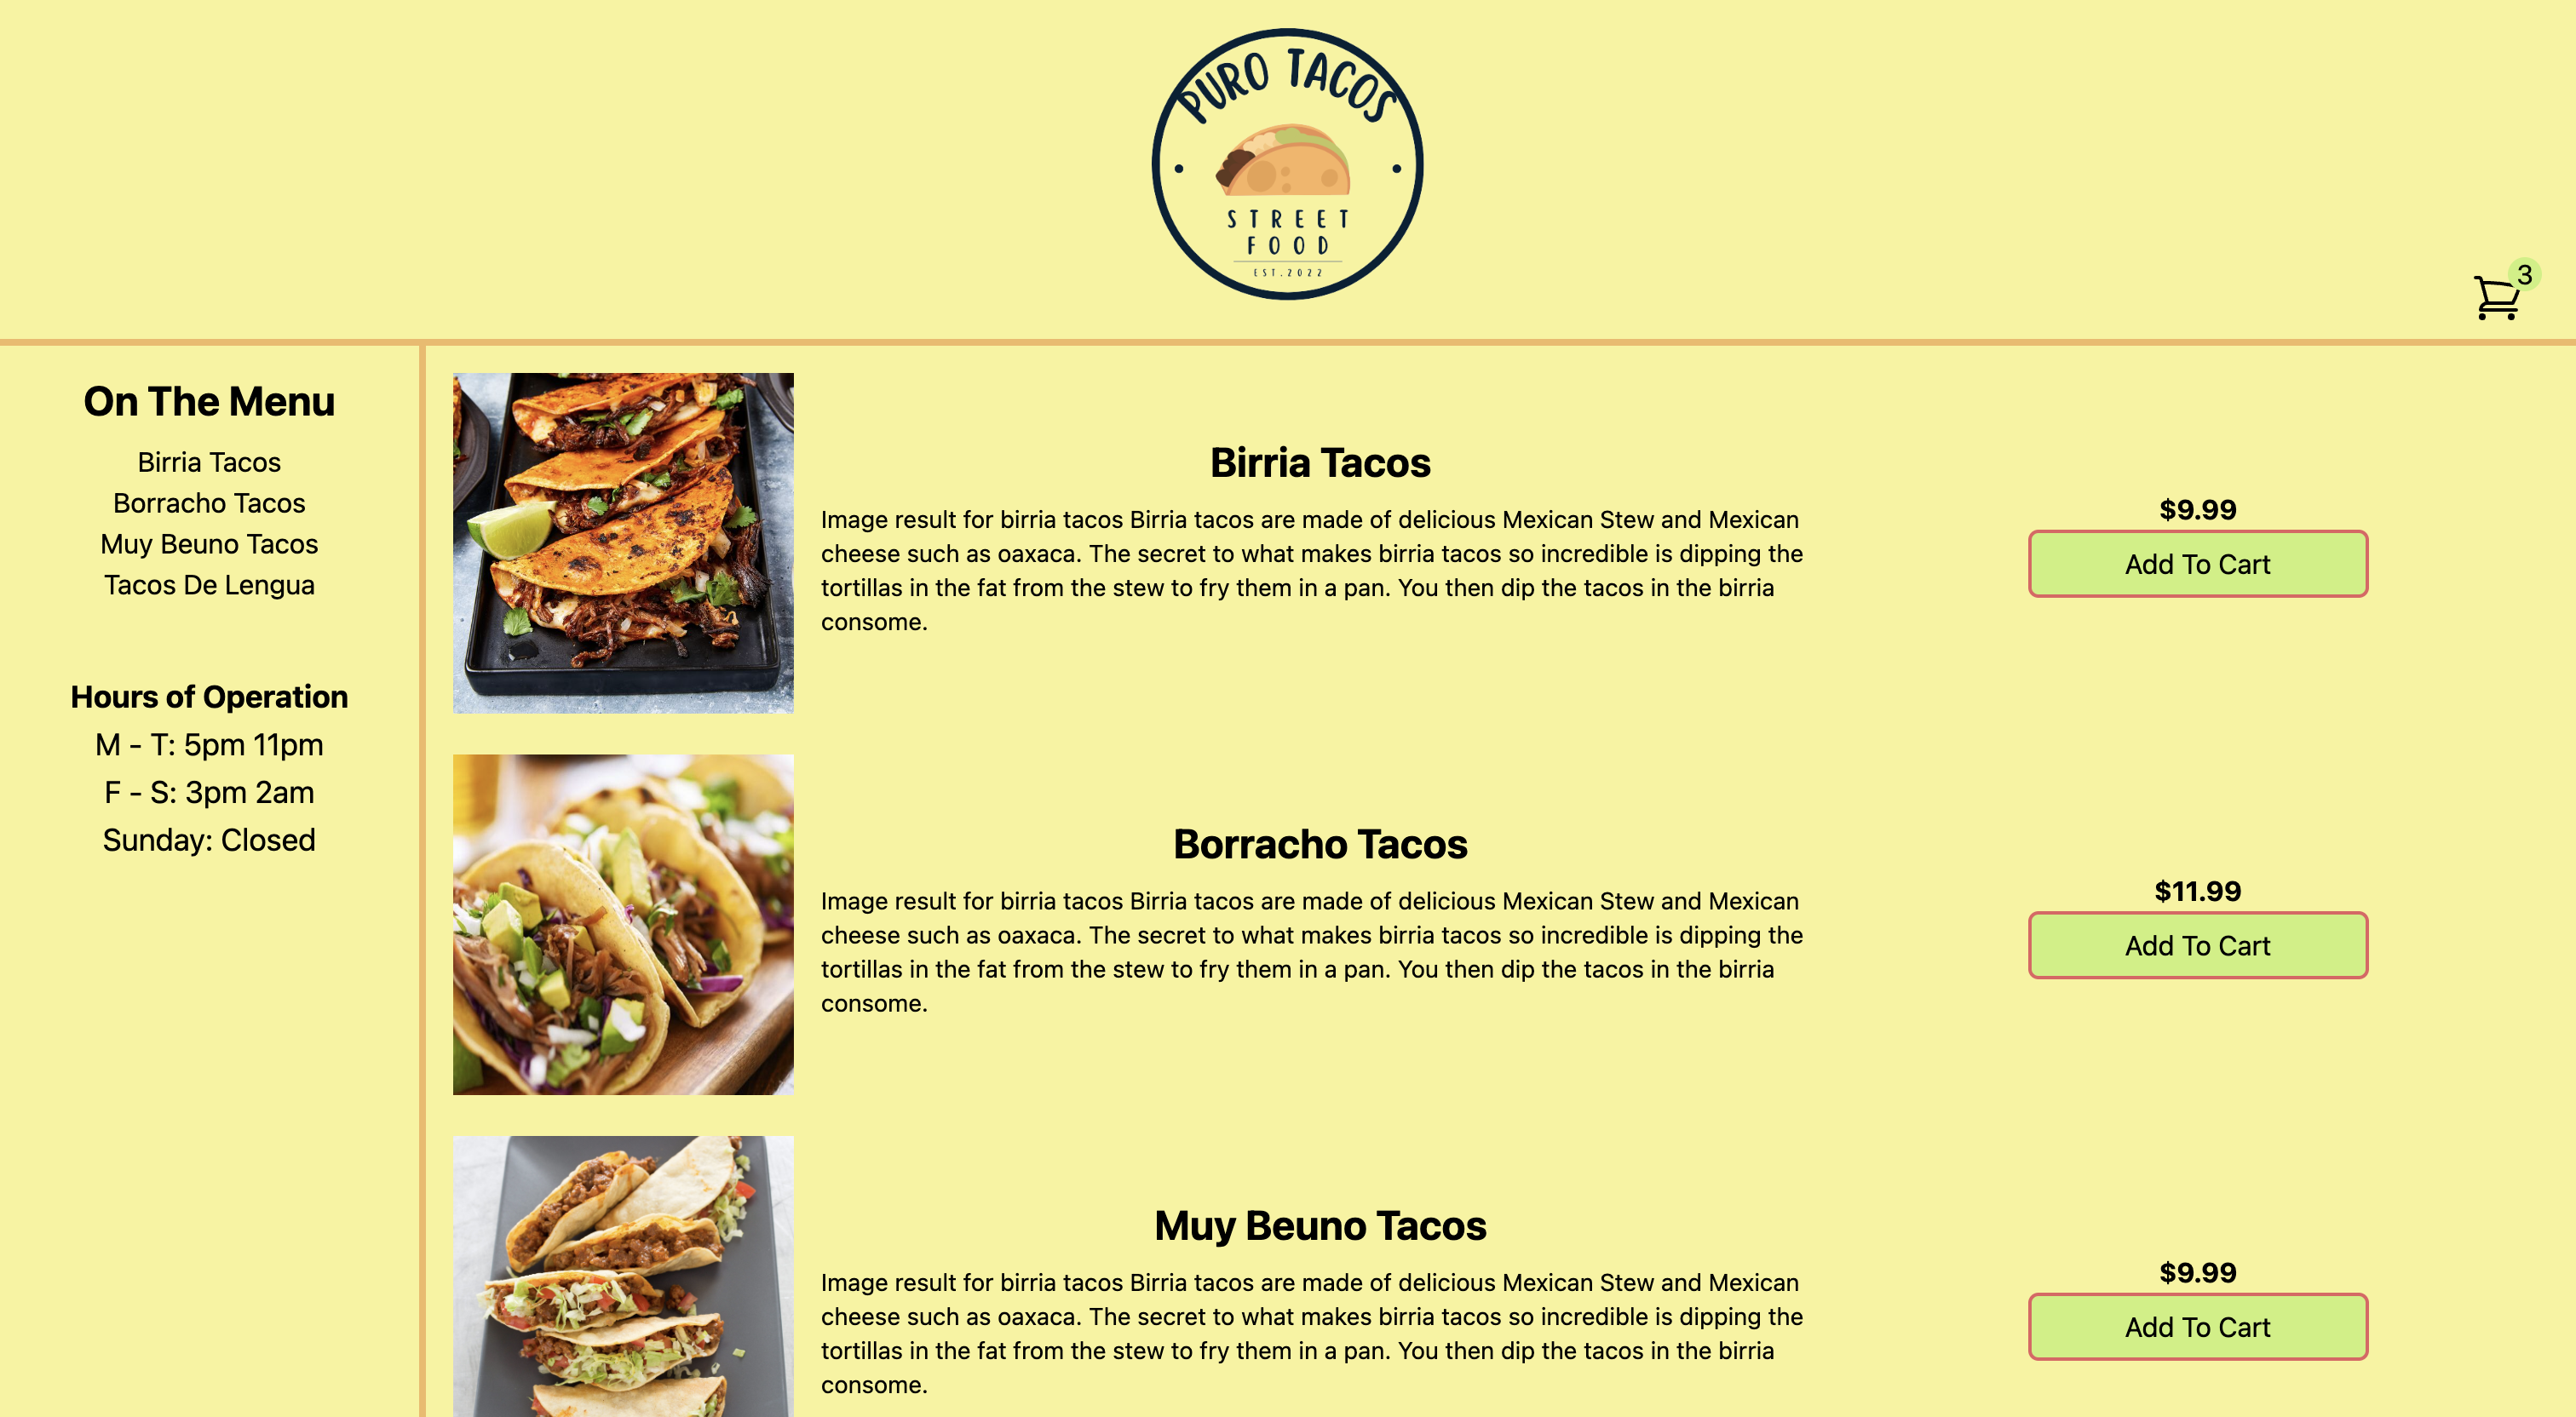 PURO TACOS
STREET
FOOD
EST.2022
3
On The Menu
Birria Tacos
Borracho Tacos
Muy Beuno Tacos
Tacos De Lengua
Hours of Operation
M - T: 5pm 11pm
F - S: 3pm 2am
Sunday: Closed
Birria Tacos
Image result for birria tacos Birria tacos are made of delicious Mexican Stew and Mexican
cheese such as oaxaca. The secret to what makes birria tacos so incredible is dipping the
tortillas in the fat from the stew to fry them in a pan. You then dip the tacos in the birria
consome.
$9.99
Add To Cart
Borracho Tacos
Image result for birria tacos Birria tacos are made of delicious Mexican Stew and Mexican
cheese such as oaxaca. The secret to what makes birria tacos so incredible is dipping the
tortillas in the fat from the stew to fry them in a pan. You then dip the tacos in the birria
consome.
$11.99
Add To Cart
Muy Beuno Tacos
Image result for birria tacos Birria tacos are made of delicious Mexican Stew and Mexican
cheese such as oaxaca. The secret to what makes birria tacos so incredible is dipping the
tortillas in the fat from the stew to fry them in a pan. You then dip the tacos in the birria
consome.
$9.99
Add To Cart